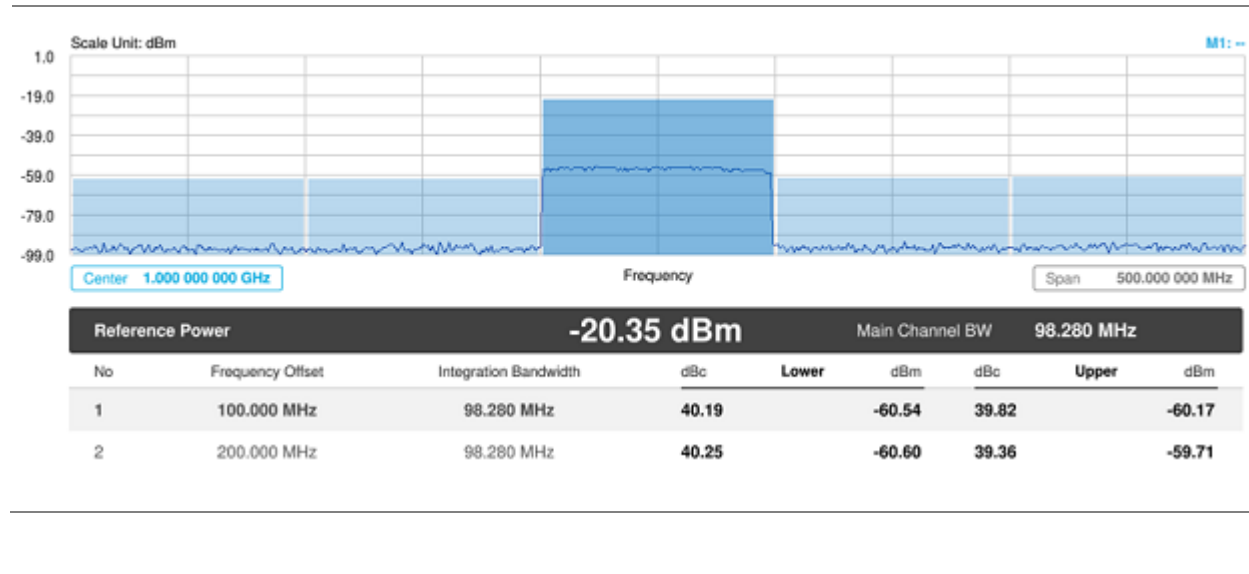 Scale Unit: dBm M1: --
1.0
-19.0
-39.0
-59.0
-79.0
-99.0
Center 1.000 000 000 GHz Frequency Span 500.000 000 MHz
Reference Power -20.35 dBm Main Channel BW 98.280 MHz
No Frequency Offset Integration Bandwidth dBc Lower dBm dBc Upper dBm
1 100.000 MHz 98.280 MHz 40.19 -60.54 39.82 -60.17
2 200.000 MHz 98.280 MHz 40.25 -60.60 39.36 -59.71